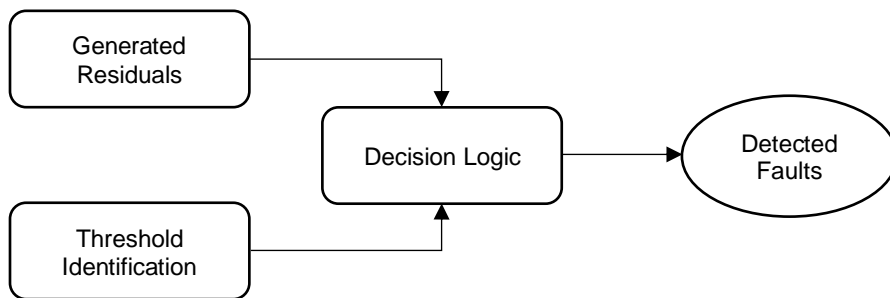 Generated
Residuals
Decision Logic
Detected
Faults
Threshold
Identification